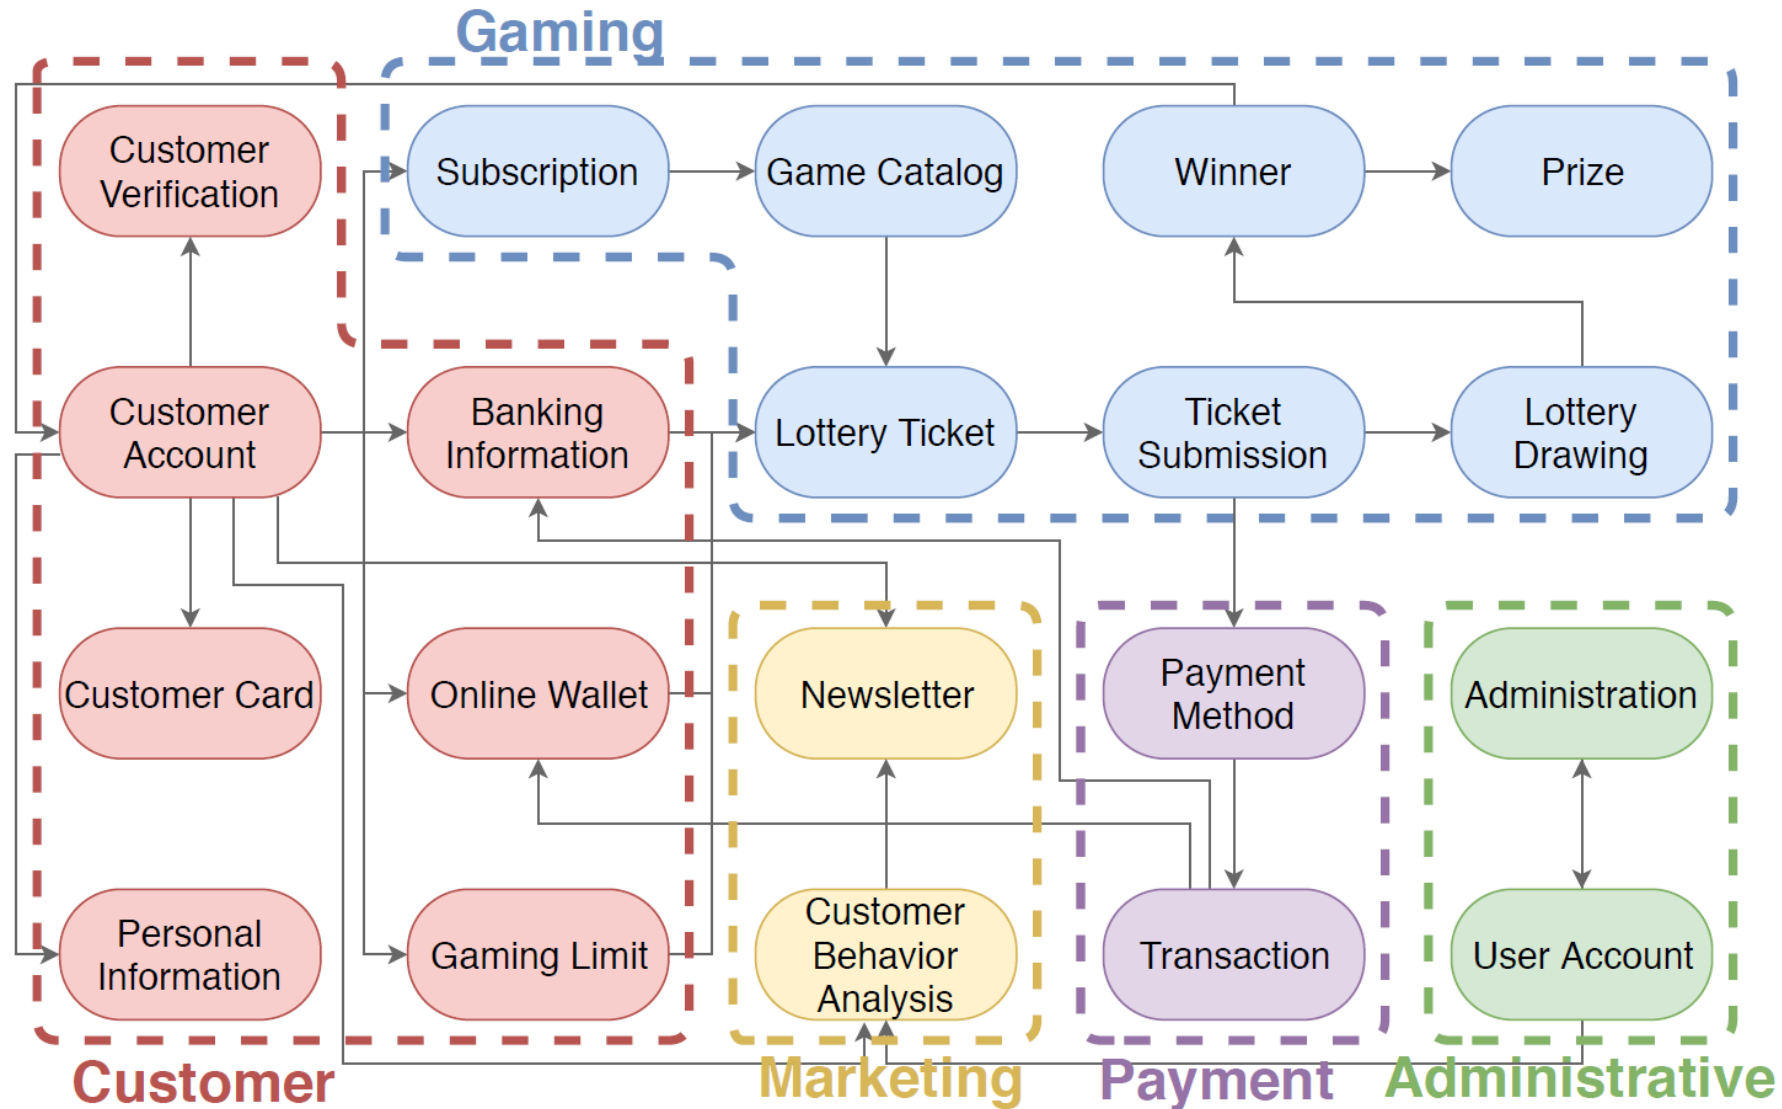 Gaming
Customer
Verification
Subscription
Game Catalog
Winner
Prize
Customer
Account
Banking
Information
Lottery Ticket
Ticket
Submission
Lottery
Drawing
Customer Card
Online Wallet
Newsletter
Payment
Method
Administration
Personal
Information
Gaming Limit
Customer
Behavior
Analysis
Transaction
User Account
Customer
Marketing
Payment
Administrative